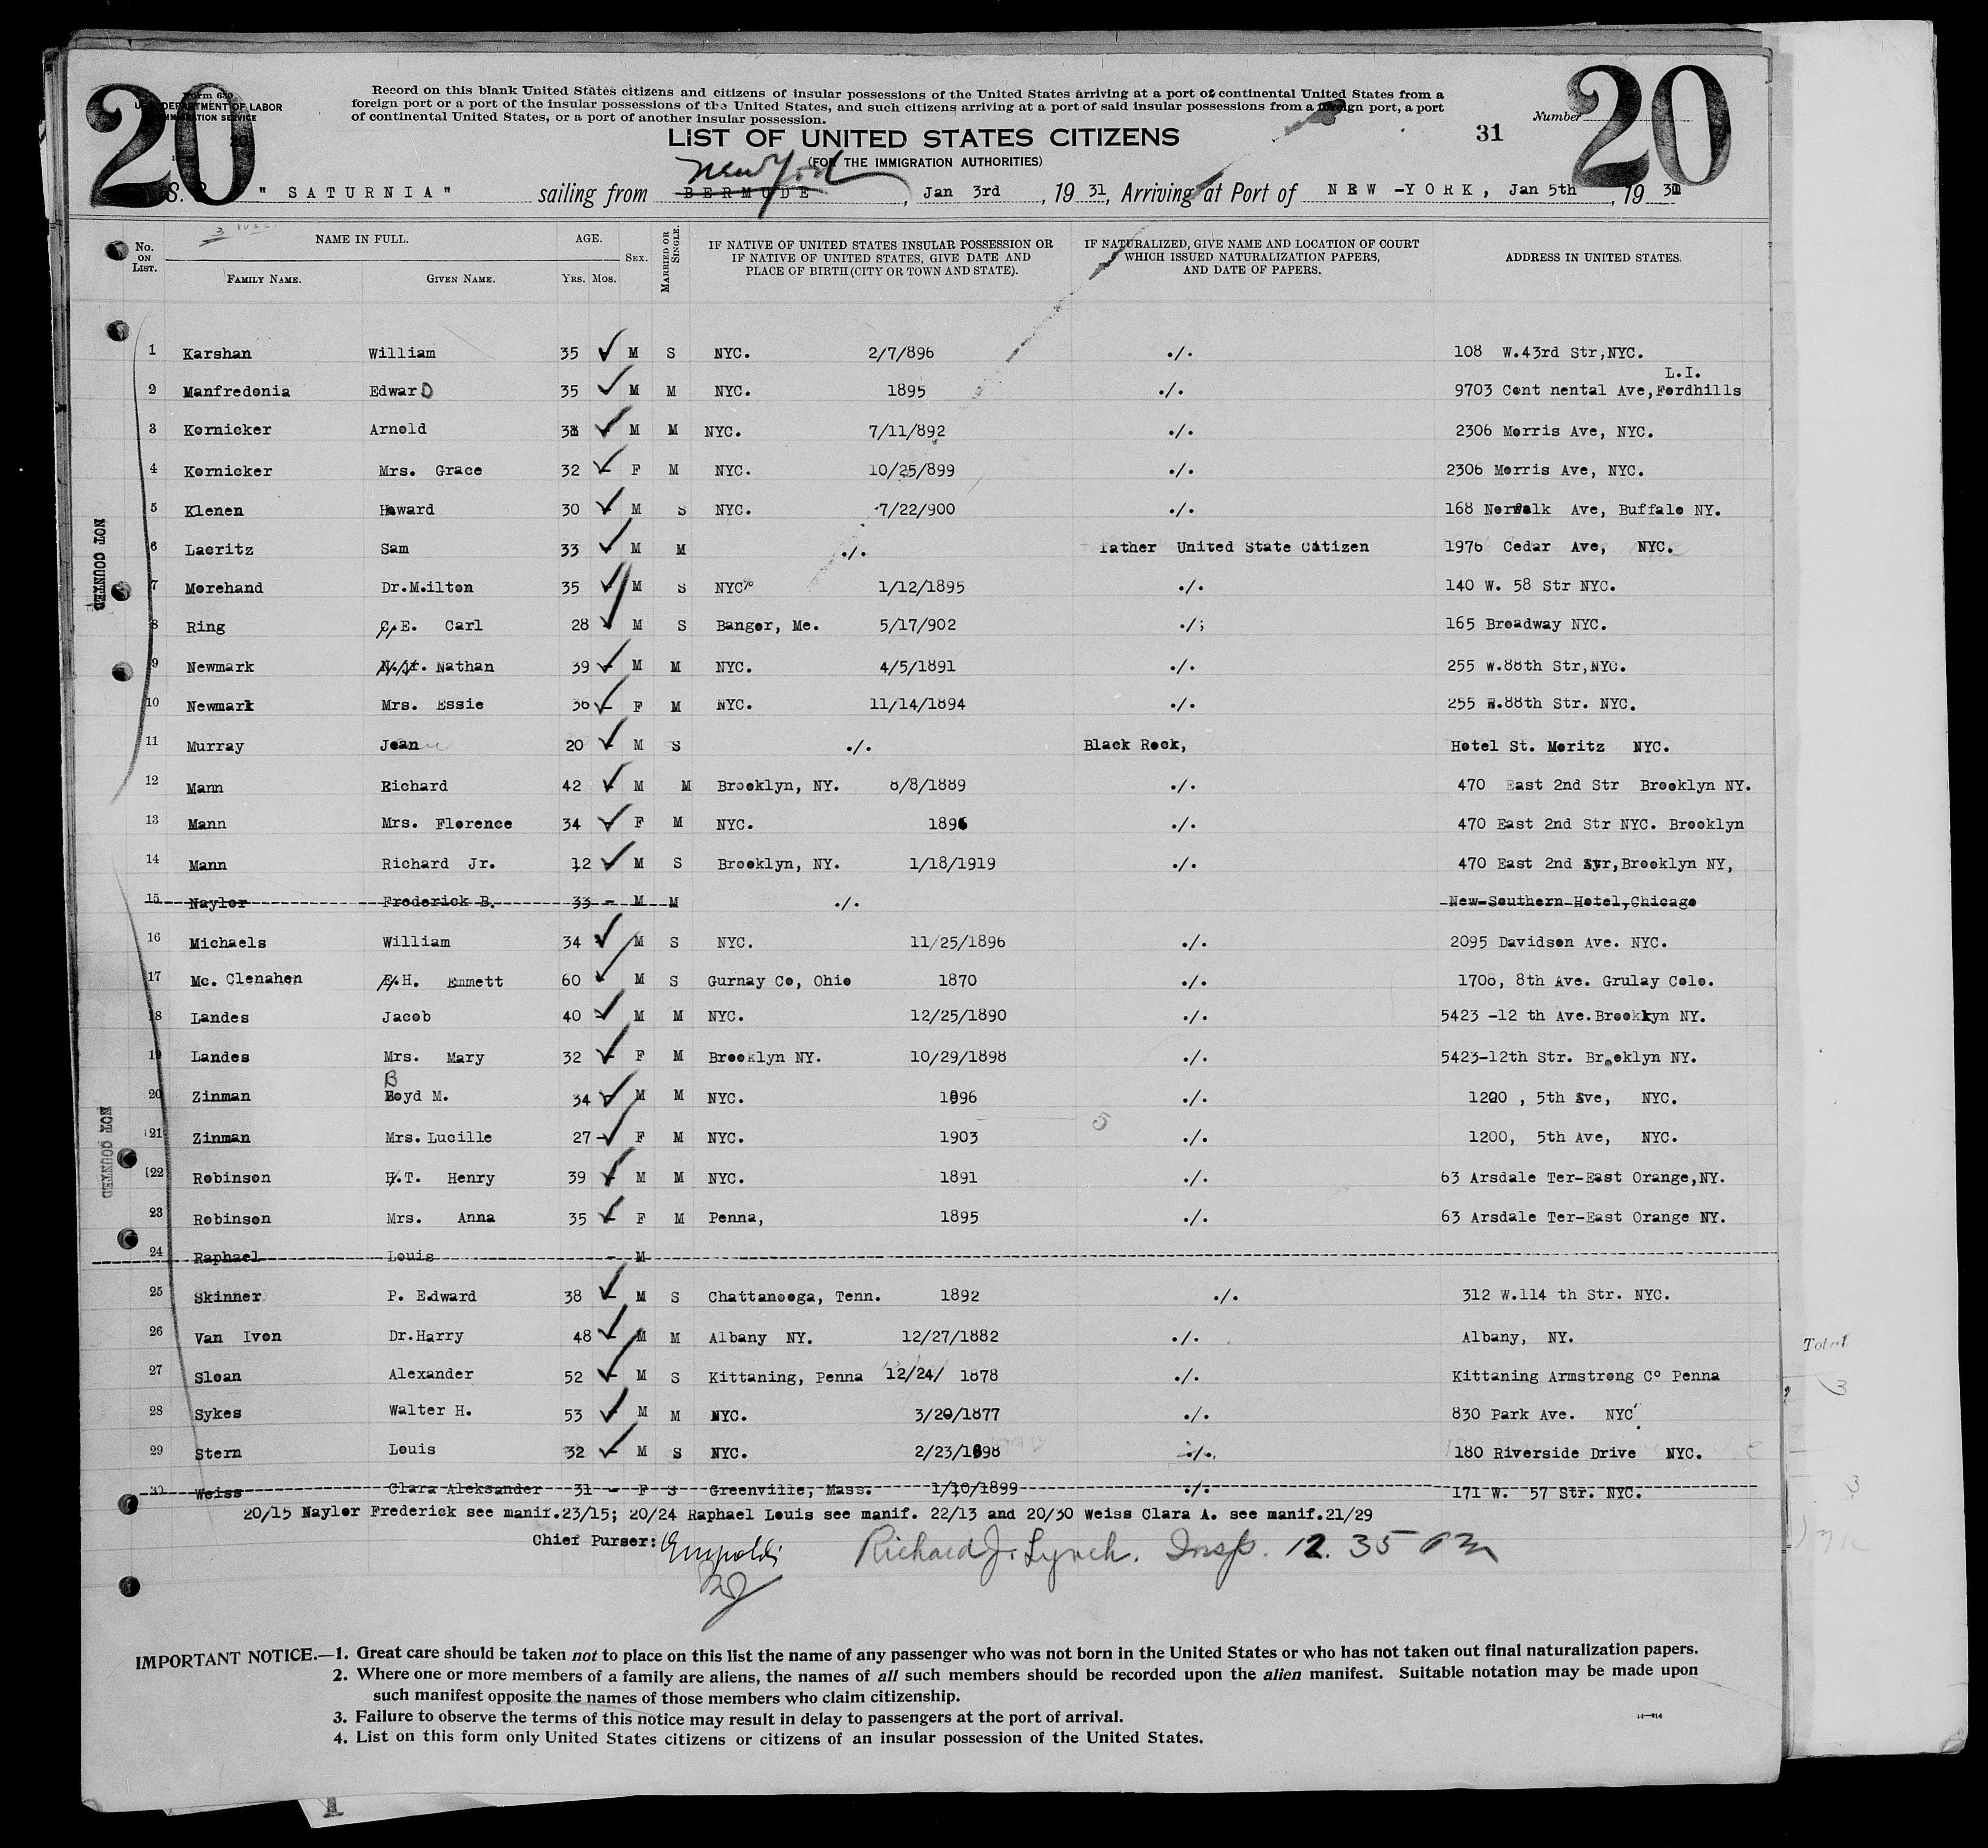 20
20
Form 630
U.S. DEPARTMENT OF LABOR
IMMIGRATION SERVICE
Record on this blank United States citizens and citizens of insular possessions of the United States arriving at a port of continental United States from a
foreign port or a port of the insular possessions of the United States, and such citizens arriving at a port of said insular possessions from a foreign port, a port
of continental United States, or a port of another insular possession.
LIST OF UNITED STATES CITIZENS
31
Number
(FOR THE IMMIGRATION AUTHORITIES)
New York
S. S. " SATURNIA " sailing from BERMUDE , Jan 3rd , 19 31, Arriving at Port of NEW -YORK, Jan 5th , 19 31
No. ON LIST. NAME IN FULL. AGE. SEX. MARRIED OR SINGLE. IF NATIVE OF UNITED STATES INSULAR POSSESSION OR IF NATIVE OF UNITED STATES, GIVE DATE AND PLACE OF BIRTH (CITY OR TOWN AND STATE). IF NATURALIZED, GIVE NAME AND LOCATION OF COURT WHICH ISSUED NATURALIZATION PAPERS, AND DATE OF PAPERS. ADDRESS IN UNITED STATES.
FAMILY NAME. GIVEN NAME. YRS. MOS.
1 Karshan William 35 M S NYC. 2/7/896 ./. 108 W.43rd Str,NYC.
L.I.
2 Manfredonia EdwarD 35 M M NYC. 1895 ./. 9703 Cont nental Ave,Fordhills
3 Kornicker Arnold M M NYC. 7/11/892 ./. 2306 Morris Ave, NYC.
4 Kornicker Mrs. Grace 32 F M NYC. 10/25/899 ./. 2306 Morris Ave, NYC.
5 Klenen Howard 30 M S NYC. 7/22/900 ./. 168 Norwalk Ave, Buffalo NY.
6 Lacritz Sam 33 M M ./. father United State Citizen 1976 Cedar Ave, NYC.
7 Morehand Dr.M.ilton 35 M S NYC% 1/12/1895 ./. 140 W. 58 Str NYC.
8 Ring C.E. Carl 28 M S Bangor, Me. 5/17/902 ./; 165 Broadway NYC.
9 Newmark Nathan 39 M M NYC. 4/5/1891 ./. 255 W.88th Str,NYC.
10 Newmark Mrs. Essie 36 F M NYC. 11/14/1894 ./. 255 W.88th Str. NYC.
11 Murray Jean 20 M S ./. Black Rock, Hotel St. Moritz NYC.
12 Mann Richard 42 M M Brooklyn, NY. 8/8/1889 ./. 470 East 2nd Str Brooklyn NY.
13 Mann Mrs. Florence 34 F M NYC. 1896 ./. 470 East 2nd Str NYC. Brooklyn
14 Mann Richard Jr. 12 M S Brooklyn, NY. 1/18/1919 ./. 470 East 2nd Syr,Brooklyn NY,
15 Naylor Frederick B. 33 - M M ./. New-Southern-Hotel,Chicago
16 Michaels William 34 M S NYC. 11/25/1896 ./. 2095 Davidson Ave. NYC.
17 Mc. Clenahen E.H. Emmett 60 M S Gurnay Co, Ohio 1870 ./. 1708, 8th Ave. Grulay Colo.
18 Landes Jacob 40 M M NYC. 12/25/1890 ./. 5423 -12 th Ave.Brooklyn NY.
19 Landes Mrs. Mary 32 F M Brooklyn NY. 10/29/1898 ./. 5423-12th Str. Brooklyn NY.
B
20 Zinman Boyd M. 34 M M NYC. 1896 ./. 1200 , 5th Ave, NYC.
21 Zinman Mrs. Lucille 27 F M NYC. 1903 ./. 1200, 5th Ave, NYC.
22 Robinson H.T. Henry 39 M M NYC. 1891 ./. 63 Arsdale Ter-East Orange,NY.
23 Robinson Mrs. Anna 35 F M Penna, 1895 ./. 63 Arsdale Ter-East Orange NY.
24 Raphael Louis - M
25 Skinner P. Edward 38 M S Chattanooga, Tenn. 1892 ./. 312 W.114 th Str. NYC.
26 Van Iven Dr.Harry 48 M M Albany NY. 12/27/1882 ./. Albany, NY.
27 Sloan Alexander 52 M S Kittaning, Penna 12/24/ 1878 ./. Kittaning Armstrong Co Penna
28 Sykes Walter H. 53 M M NYC. 3/20/1877 ./. 830 Park Ave. NYC.
29 Stern Louis 32 M S NYC. 2/23/1898 ./. 180 Riverside Drive NYC.
30 Weiss Clara Aleksander 31 - F S Greenville, Mass. 1/10/1899 ./. 171 W. 57 Str. NYC.
20/15 Naylor Frederick see manif.23/15; 20/24 Raphael Louis see manif. 22/13 and 20/30 Weiss Clara A. see manif.21/29
Chief Purser: Richard J. Lynch. Insp. 12.35 PM
NOT COUNTED
NOT COUNTED
Total
3
3
IMPORTANT NOTICE.—1. Great care should be taken not to place on this list the name of any passenger who was not born in the United States or who has not taken out final naturalization papers.
2. Where one or more members of a family are aliens, the names of all such members should be recorded upon the alien manifest. Suitable notation may be made upon
such manifest opposite the names of those members who claim citizenship.
3. Failure to observe the terms of this notice may result in delay to passengers at the port of arrival.
4. List on this form only United States citizens or citizens of an insular possession of the United States.